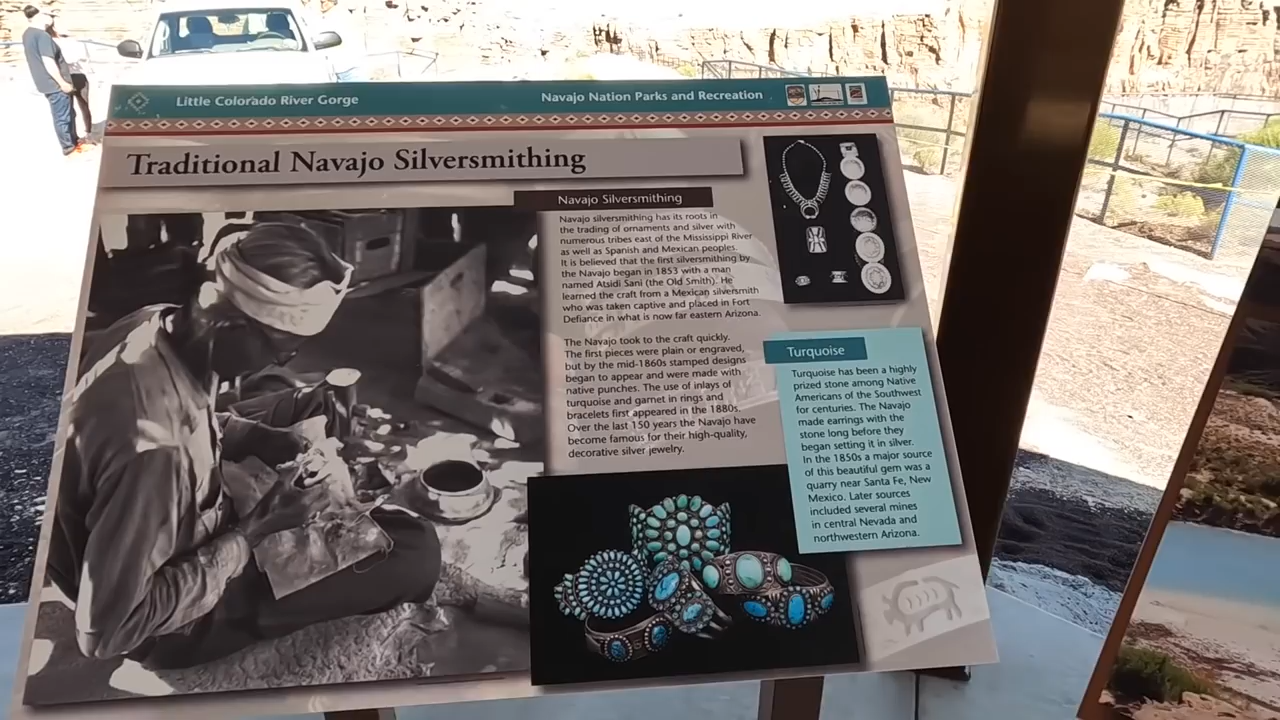 Little Colorado River Gorge
Navajo Nation Parks and Recreation
Traditional Navajo Silversmithing
Navajo Silversmithing
Navajo silversmithing has its roots in
the trading of ornaments and silver with
numerous tribes east of the Mississippi River
as well as Spanish and Mexican peoples.
It is believed that the first silversmithing by
the Navajo began in 1853 with a man
named Atsidi Sani (the Old Smith). He
learned the craft from a Mexican silversmith
who was taken captive and placed in Fort
Defiance in what is now far eastern Arizona.
The Navajo took to the craft quickly.
The first pieces were plain or engraved,
but by the mid-1860s stamped designs
began to appear and were made with
native punches. The use of inlays of
turquoise and garnet in rings and
bracelets first appeared in the 1880s.
Over the last 150 years the Navajo have
become famous for their high-quality,
decorative silver jewelry.
Turquoise
Turquoise has been a highly
prized stone among Native
Americans of the Southwest
for centuries. The Navajo
made earrings with the
stone long before they
began setting it in silver.
In the 1850s a major source
of this beautiful gem was a
quarry near Santa Fe, New
Mexico. Later sources
included several mines
in central Nevada and
northwestern Arizona.